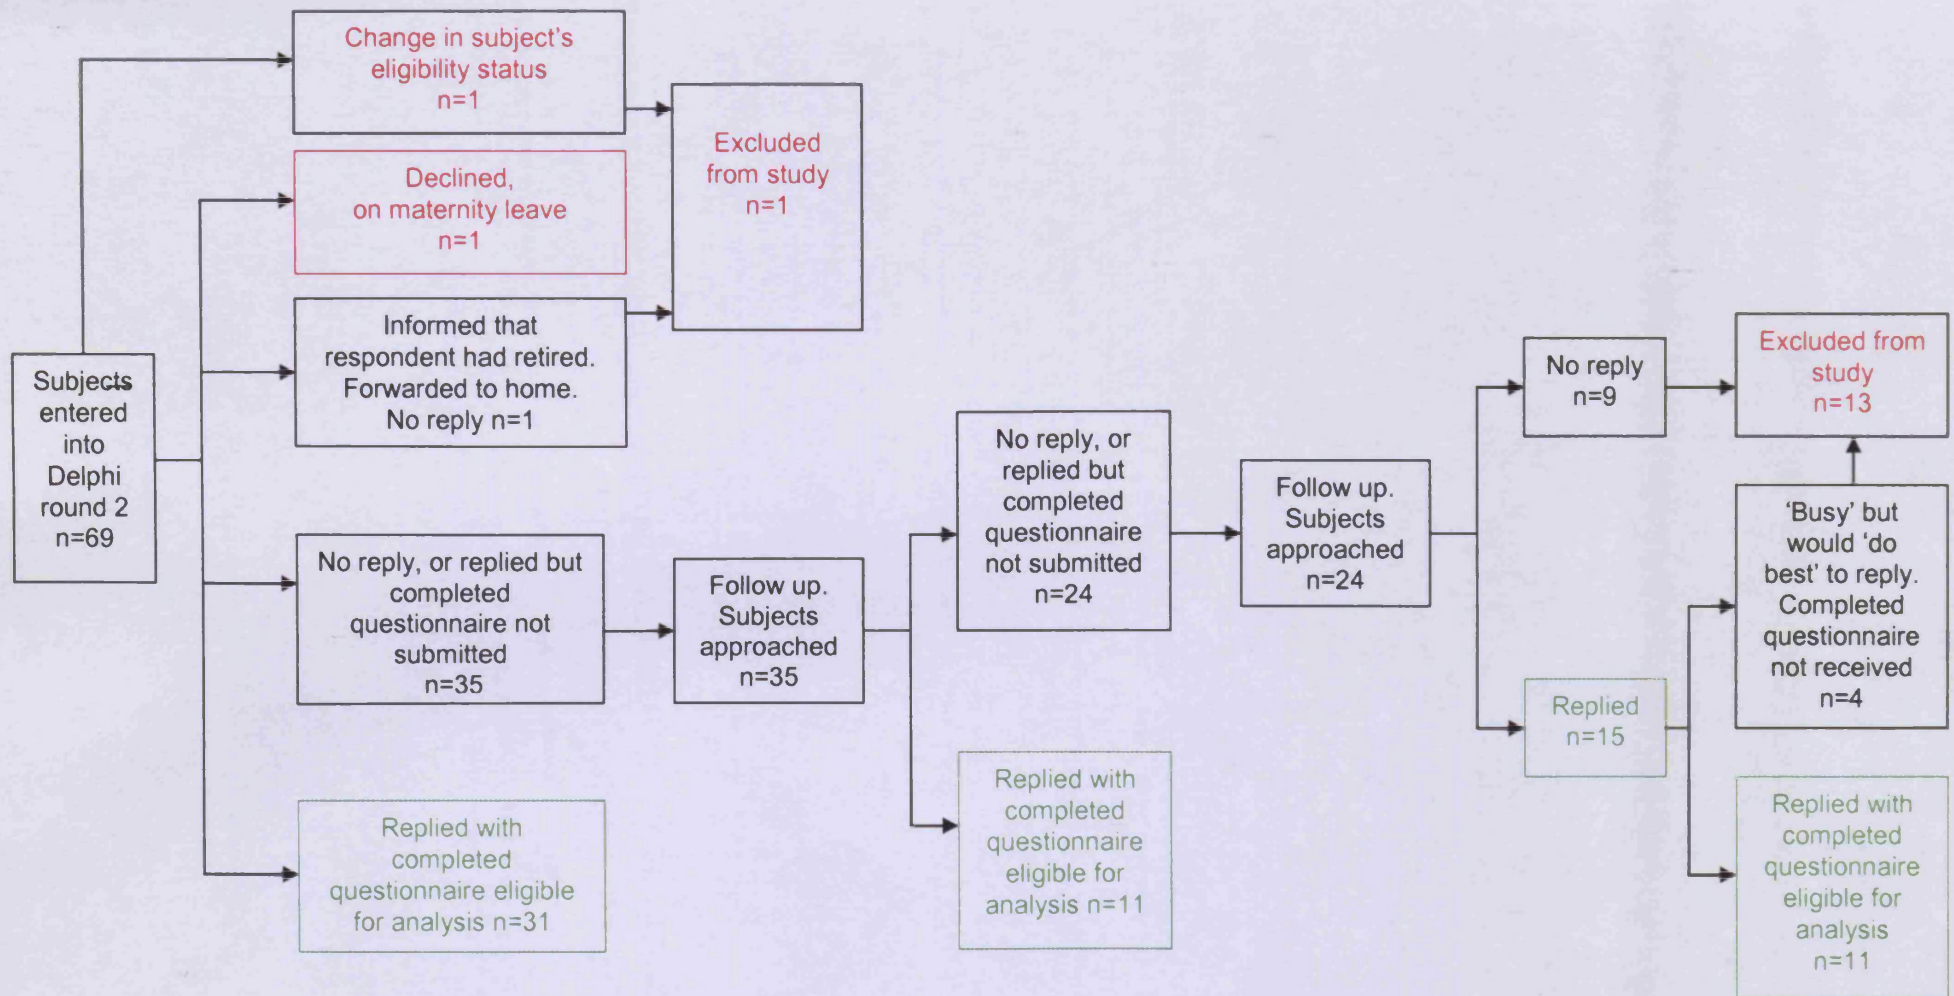 Change in subject's
eligibility status
n=1
Excluded
from study
n=1
Declined,
on maternity leave
n=1
Informed that
respondent had retired.
Forwarded to home.
No reply n=1
Subjects
entered
into
Delphi
round 2
n=69
No reply, or replied but
completed
questionnaire not
submitted
n=35
Follow up.
Subjects
approached
n=35
No reply, or
replied but
completed
questionnaire
not submitted
n=24
Follow up.
Subjects
approached
n=24
No reply
n=9
Excluded from
study
n=13
‘Busy’ but
would ‘do
best’ to reply.
Completed
questionnaire
not received
n=4
Replied
n=15
Replied with
completed
questionnaire eligible
for analysis n=31
Replied with
completed
questionnaire
eligible for
analysis n=11
Replied with
completed
questionnaire
eligible for
analysis
n=11